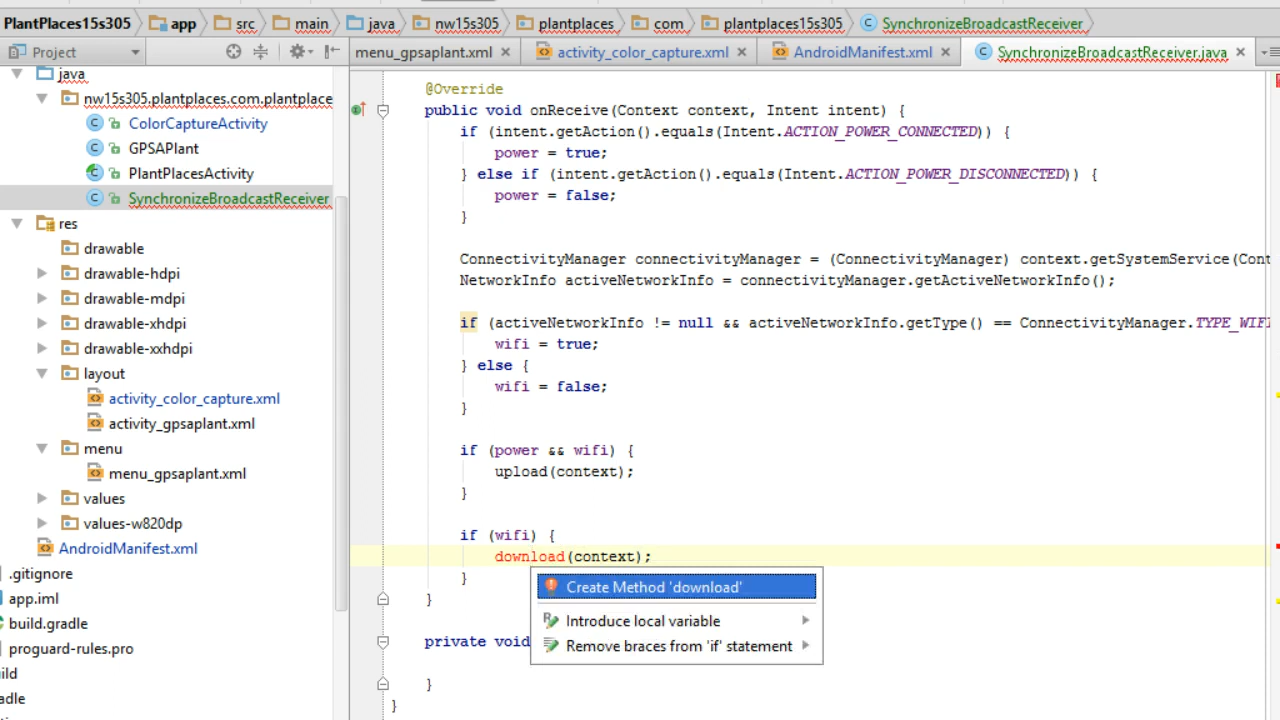 PlantPlaces15s305 app src main java nw15s305 plantplaces com plantplaces15s305 SynchronizeBroadcastReceiver
Project menu_gpsaplant.xml activity_color_capture.xml AndroidManifest.xml SynchronizeBroadcastReceiver.java
java
nw15s305.plantplaces.com.plantplace
ColorCaptureActivity
GPSAPlant
PlantPlacesActivity
SynchronizeBroadcastReceiver
res
drawable
drawable-hdpi
drawable-mdpi
drawable-xhdpi
drawable-xxhdpi
layout
activity_color_capture.xml
activity_gpsaplant.xml
menu
menu_gpsaplant.xml
values
values-w820dp
AndroidManifest.xml
.gitignore
app.iml
build.gradle
proguard-rules.pro
ild
adle
@Override
public void onReceive(Context context, Intent intent) {
if (intent.getAction().equals(Intent.ACTION_POWER_CONNECTED)) {
power = true;
} else if (intent.getAction().equals(Intent.ACTION_POWER_DISCONNECTED)) {
power = false;
}
ConnectivityManager connectivityManager = (ConnectivityManager) context.getSystemService(Cont
NetworkInfo activeNetworkInfo = connectivityManager.getActiveNetworkInfo();
if (activeNetworkInfo != null && activeNetworkInfo.getType() == ConnectivityManager.TYPE_WIFI
wifi = true;
} else {
wifi = false;
}
if (power && wifi) {
upload(context);
}
if (wifi) {
download(context);
}
}
private void
}
}
Create Method 'download'
Introduce local variable
Remove braces from 'if' statement